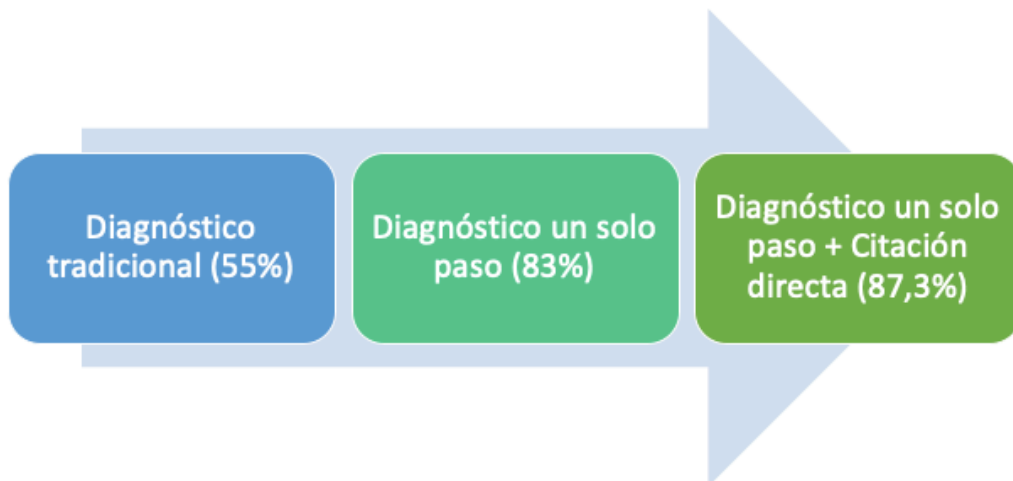 Diagnóstico
tradicional (55%)
Diagnóstico un solo
paso (83%)
Diagnóstico un solo
paso + Citación
directa (87,3%)